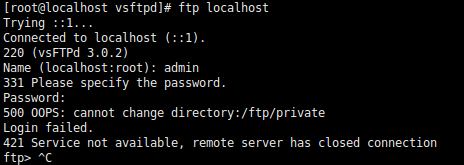 [root@localhost vsftpd]# ftp localhost
Trying ::1...
Connected to localhost (::1).
220 (vsFTPd 3.0.2)
Name (localhost:root): admin
331 Please specify the password.
Password:
500 OOPS: cannot change directory:/ftp/private
Login failed.
421 Service not available, remote server has closed connection
ftp> ^C